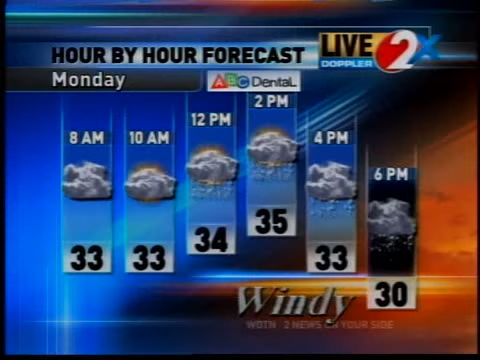 HOUR BY HOUR FORECAST
LIVE
DOPPLER
2X
Monday
ABC DentaL
8 AM
10 AM
12 PM
2 PM
4 PM
6 PM
33
33
34
35
33
30
Windy
WDTN 2 NEWS ON YOUR SIDE